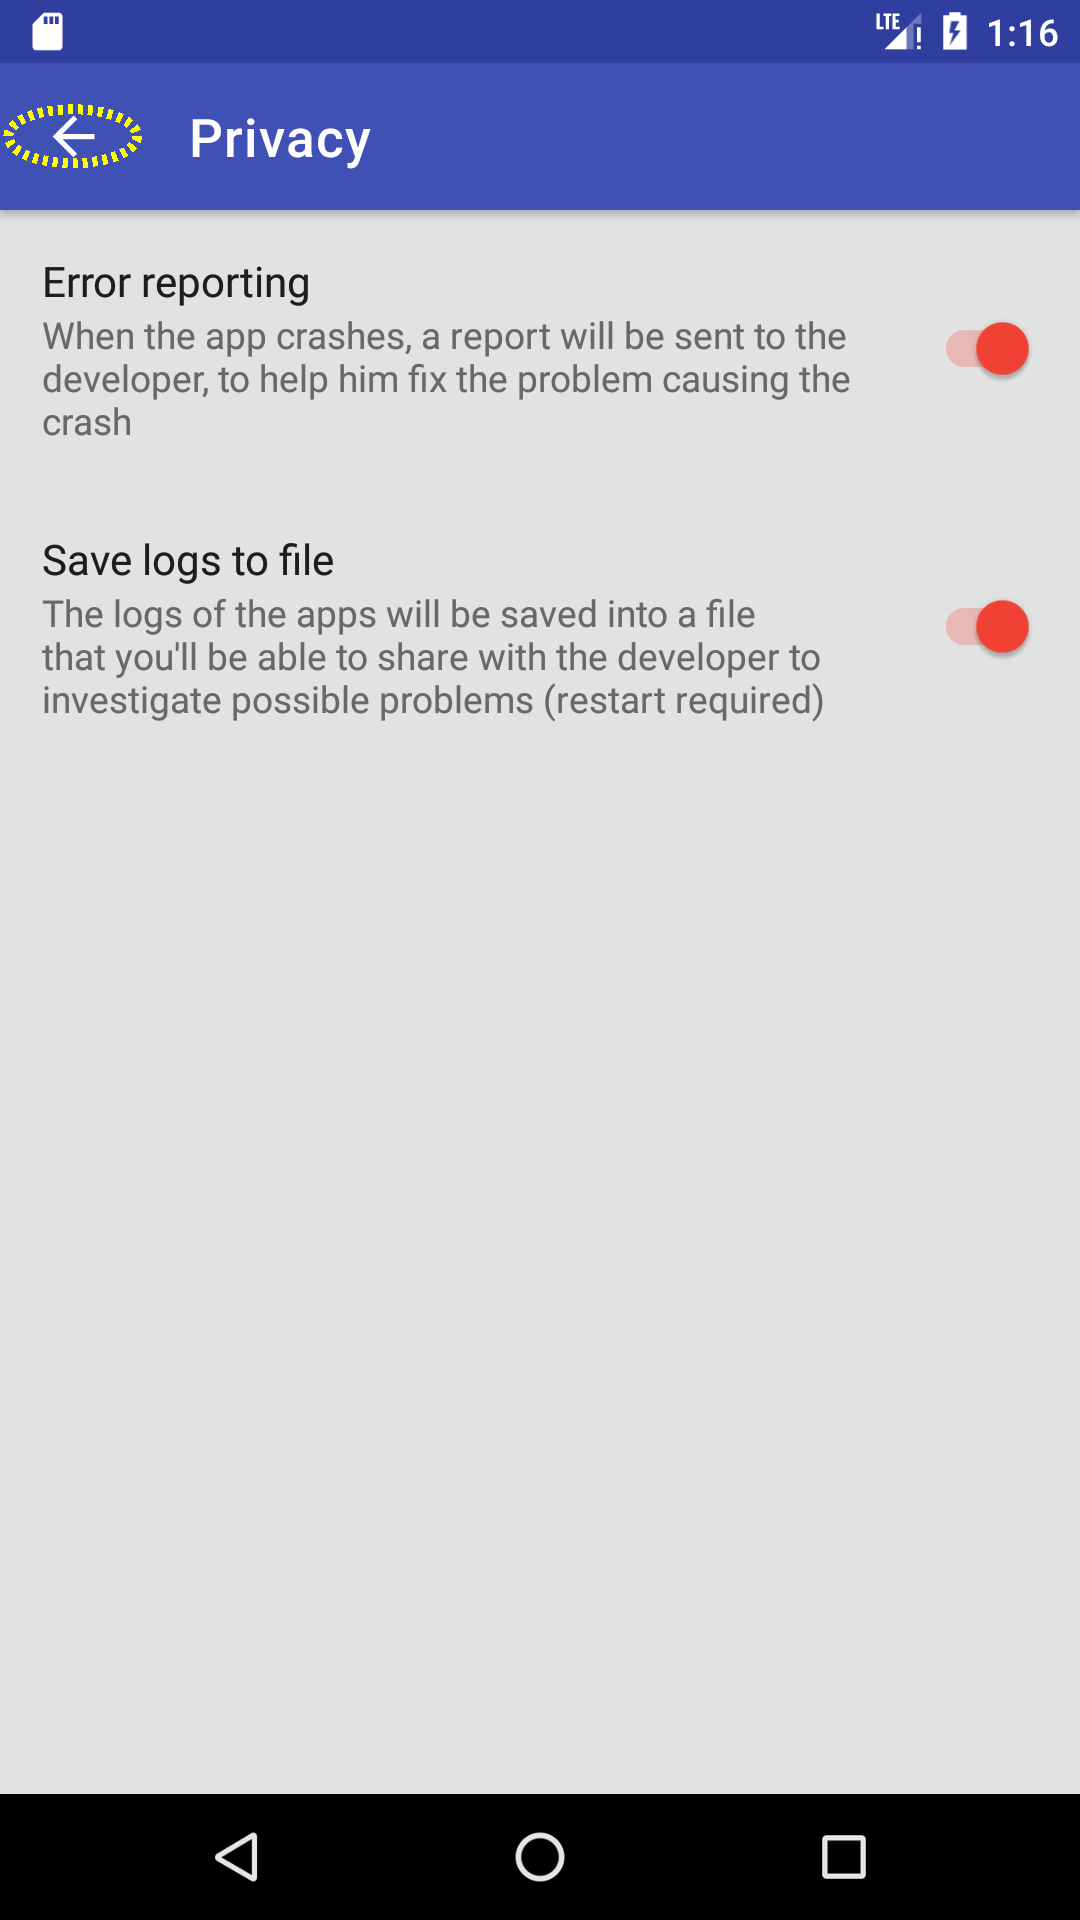 LTE 1:16
Privacy
Error reporting
When the app crashes, a report will be sent to the
developer, to help him fix the problem causing the
crash
Save logs to file
The logs of the apps will be saved into a file
that you'll be able to share with the developer to
investigate possible problems (restart required)